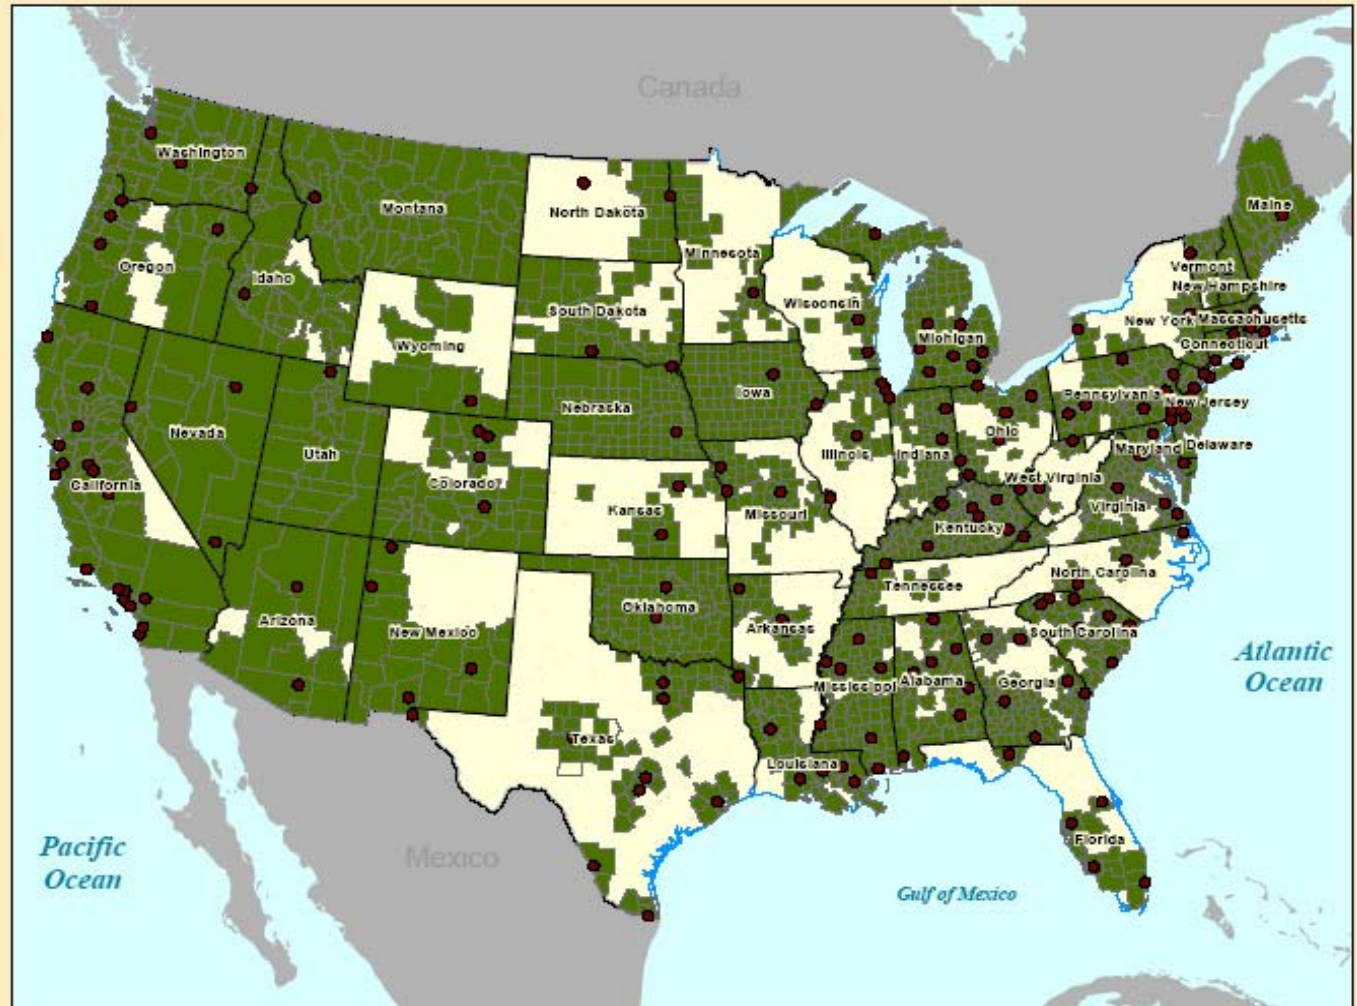 Canada
Washington
Montana
North Dakota
Maine
Minnesota
Oregon
Idaho
Vermont
New Hampshire
South Dakota
Wisconsin
New York
Massachusetts
Wyoming
Michigan
Connecticut
Iowa
Pennsylvania
New Jersey
Nebraska
Nevada
Ohio
Maryland
Delaware
Utah
Illinois
Indiana
California
Colorado
West Virginia
Kansas
Missouri
Virginia
Kentucky
North Carolina
Tennessee
Oklahoma
Arizona
New Mexico
Arkansas
South Carolina
Atlantic
Ocean
Mississippi
Alabama
Georgia
Texas
Louisiana
Florida
Pacific
Ocean
Mexico
Gulf of Mexico